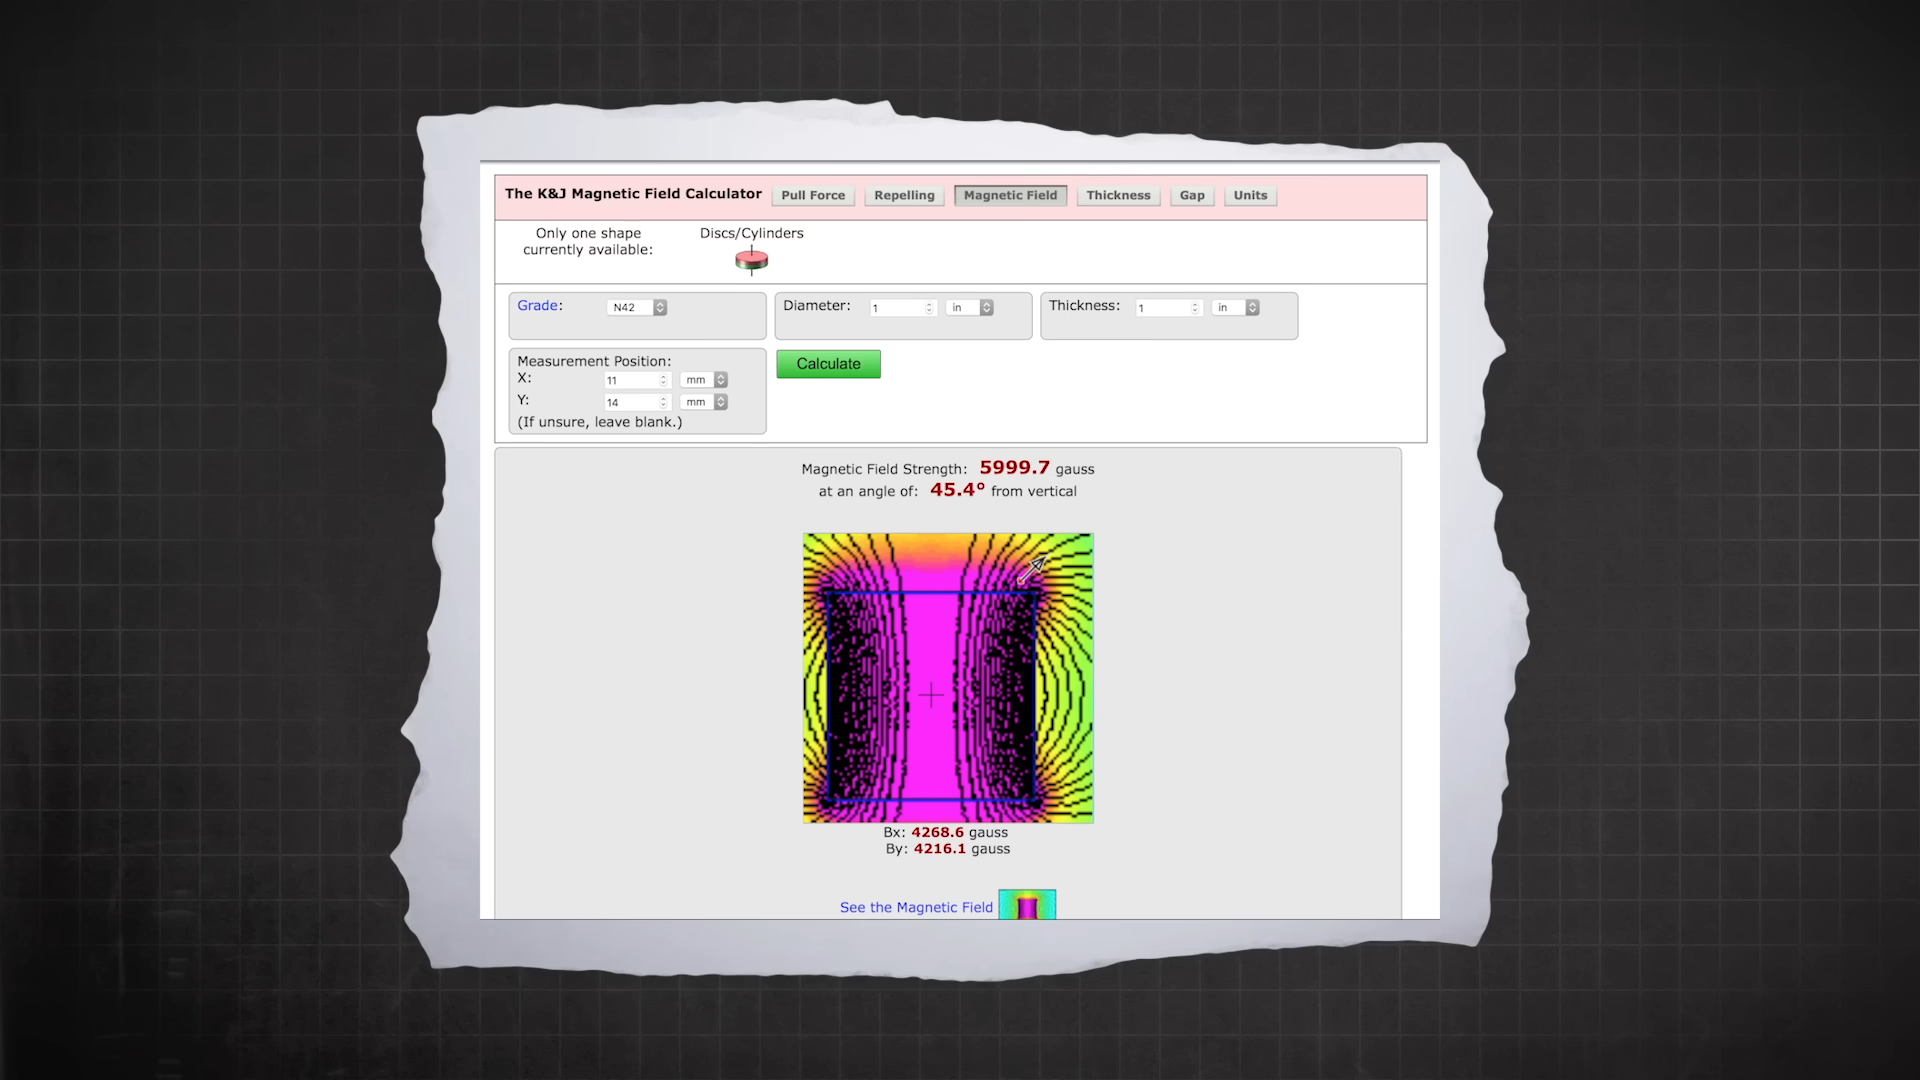 The K&J Magnetic Field Calculator Pull Force Repelling Magnetic Field Thickness Gap Units
Only one shape
currently available:
Discs/Cylinders
Grade: N42 Diameter: 1 in Thickness: 1 in
Measurement Position:
X: 11 mm
Y: 14 mm
(If unsure, leave blank.)
Calculate
Magnetic Field Strength: 5999.7 gauss
at an angle of: 45.4° from vertical
Bx: 4268.6 gauss
By: 4216.1 gauss
See the Magnetic Field